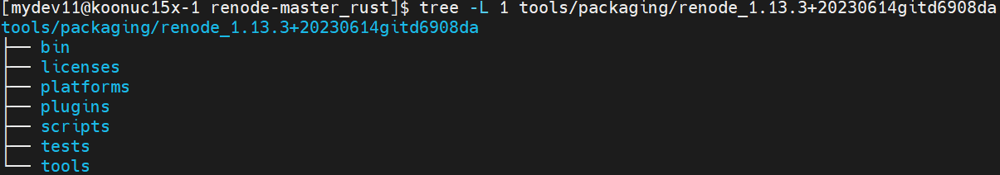 [mydev11@koonuc15x-1 renode-master_rust]$ tree -L 1 tools/packaging/renode_1.13.3+20230614gitd6908da
tools/packaging/renode_1.13.3+20230614gitd6908da
├── bin
├── licenses
├── platforms
├── plugins
├── scripts
├── tests
└── tools